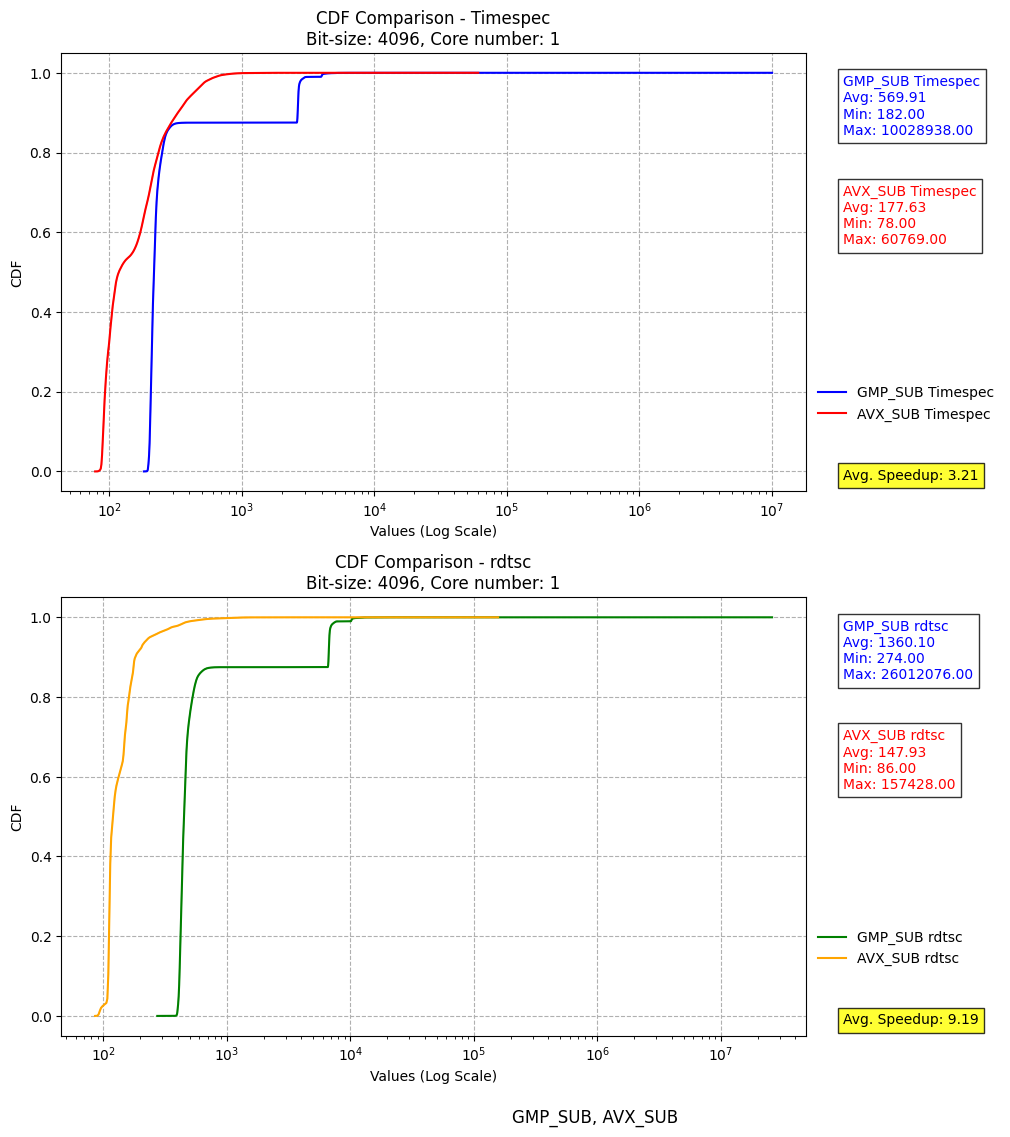 CDF Comparison - Timespec
Bit-size: 4096, Core number: 1
1.0
0.8
0.6
0.4
0.2
0.0
CDF
10²
10³
10⁴
10⁵
10⁶
10⁷
Values (Log Scale)
GMP_SUB Timespec
Avg: 569.91
Min: 182.00
Max: 10028938.00
AVX_SUB Timespec
Avg: 177.63
Min: 78.00
Max: 60769.00
GMP_SUB Timespec
AVX_SUB Timespec
Avg. Speedup: 3.21
CDF Comparison - rdtsc
Bit-size: 4096, Core number: 1
1.0
0.8
0.6
0.4
0.2
0.0
CDF
10²
10³
10⁴
10⁵
10⁶
10⁷
Values (Log Scale)
GMP_SUB rdtsc
Avg: 1360.10
Min: 274.00
Max: 26012076.00
AVX_SUB rdtsc
Avg: 147.93
Min: 86.00
Max: 157428.00
GMP_SUB rdtsc
AVX_SUB rdtsc
Avg. Speedup: 9.19
GMP_SUB, AVX_SUB